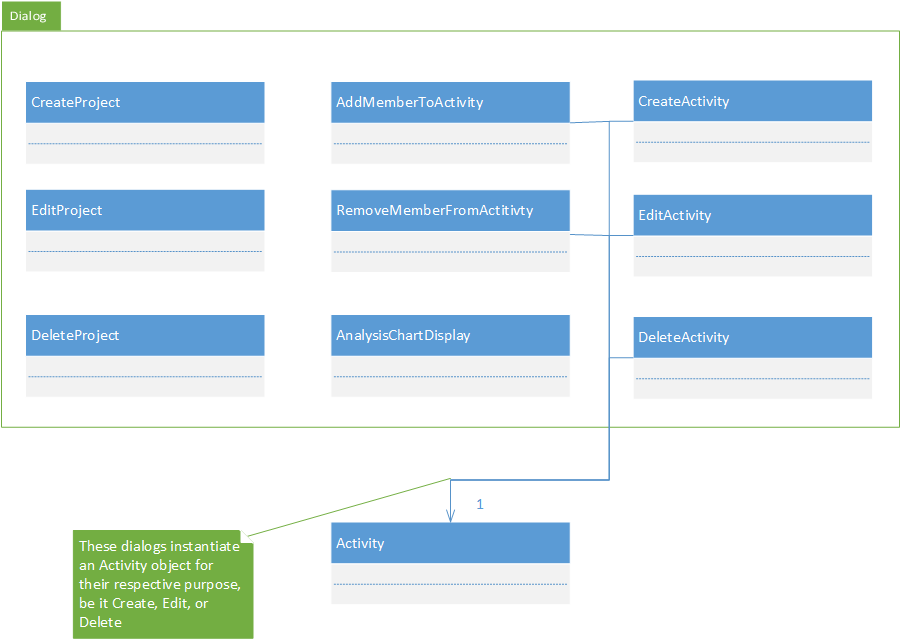 Dialog
CreateProject
AddMemberToActivity
CreateActivity
EditProject
RemoveMemberFromActitivty
EditActivity
DeleteProject
AnalysisChartDisplay
DeleteActivity
1
These dialogs instantiate
an Activity object for
their respective purpose,
be it Create, Edit, or
Delete
Activity